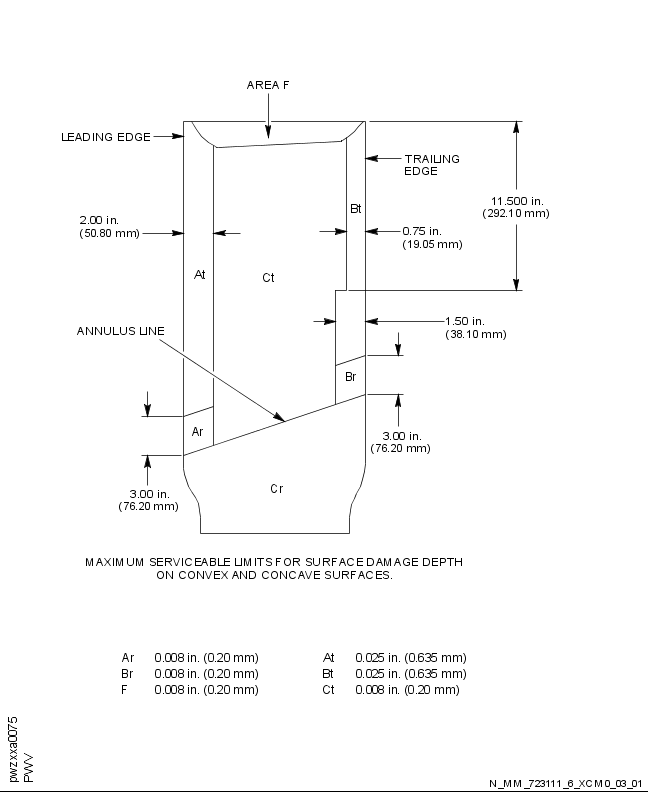 AREA F
LEADING EDGE
TRAILING
EDGE
11.500 in.
(292.10 mm)
Bt
2.00 in.
(50.80 mm)
0.75 in.
(19.05 mm)
At
Ct
ANNULUS LINE
1.50 in.
(38.10 mm)
Br
Ar
3.00 in.
(76.20 mm)
3.00 in.
(76.20 mm)
Cr
MAXIMUM SERVICEABLE LIMITS FOR SURFACE DAMAGE DEPTH
ON CONVEX AND CONCAVE SURFACES.
Ar 0.008 in. (0.20 mm) At 0.025 in. (0.635 mm)
Br 0.008 in. (0.20 mm) Bt 0.025 in. (0.635 mm)
F 0.008 in. (0.20 mm) Ct 0.008 in. (0.20 mm)
pwzxxa0075
PWV
N_MM_723111_6_XCM0_03_01